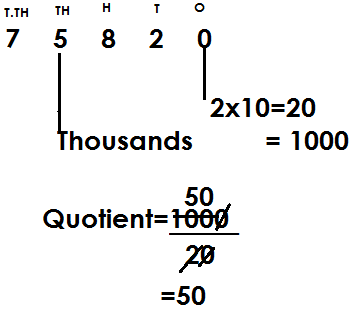 T.TH TH H T O
7 5 8 2 0
2x10=20
Thousands = 1000
50
Quotient=1000
20
=50